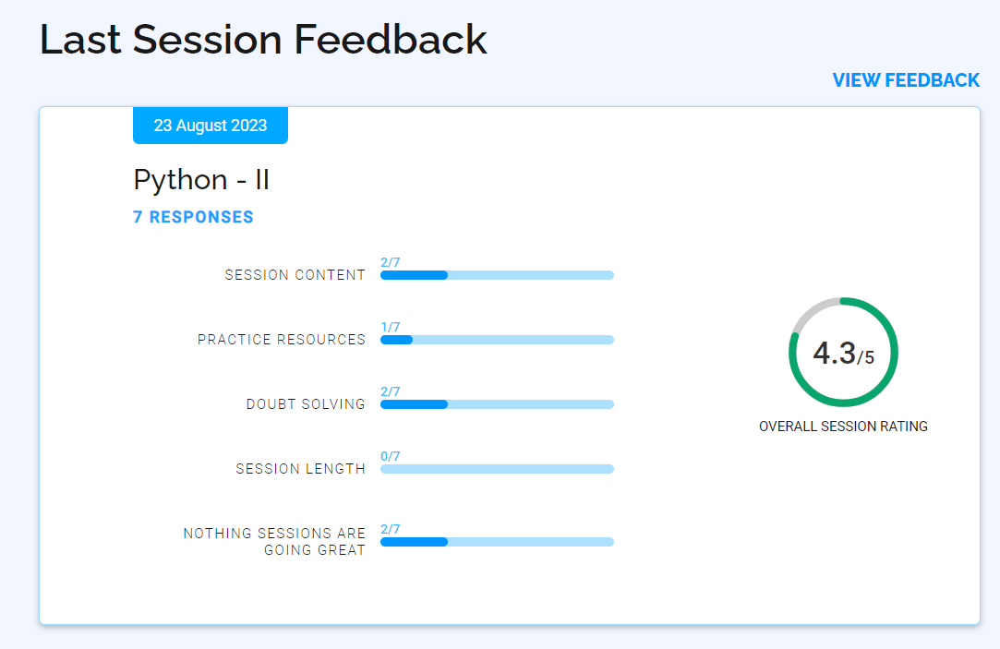 Last Session Feedback
VIEW FEEDBACK
23 August 2023
Python - II
7 RESPONSES
SESSION CONTENT
2/7
PRACTICE RESOURCES
1/7
DOUBT SOLVING
2/7
SESSION LENGTH
0/7
NOTHING SESSIONS ARE
GOING GREAT
2/7
4.3/5
OVERALL SESSION RATING